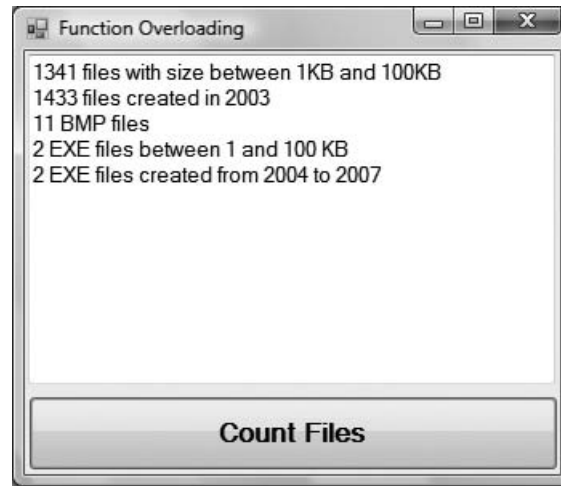 Function Overloading
1341 files with size between 1KB and 100KB
1433 files created in 2003
11 BMP files
2 EXE files between 1 and 100 KB
2 EXE files created from 2004 to 2007
Count Files